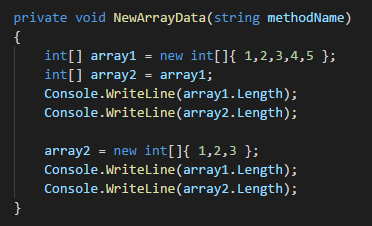 private void NewArrayData(string methodName)
{
    int[] array1 = new int[]{ 1,2,3,4,5 };
    int[] array2 = array1;
    Console.WriteLine(array1.Length);
    Console.WriteLine(array2.Length);

    array2 = new int[]{ 1,2,3 };
    Console.WriteLine(array1.Length);
    Console.WriteLine(array2.Length);
}